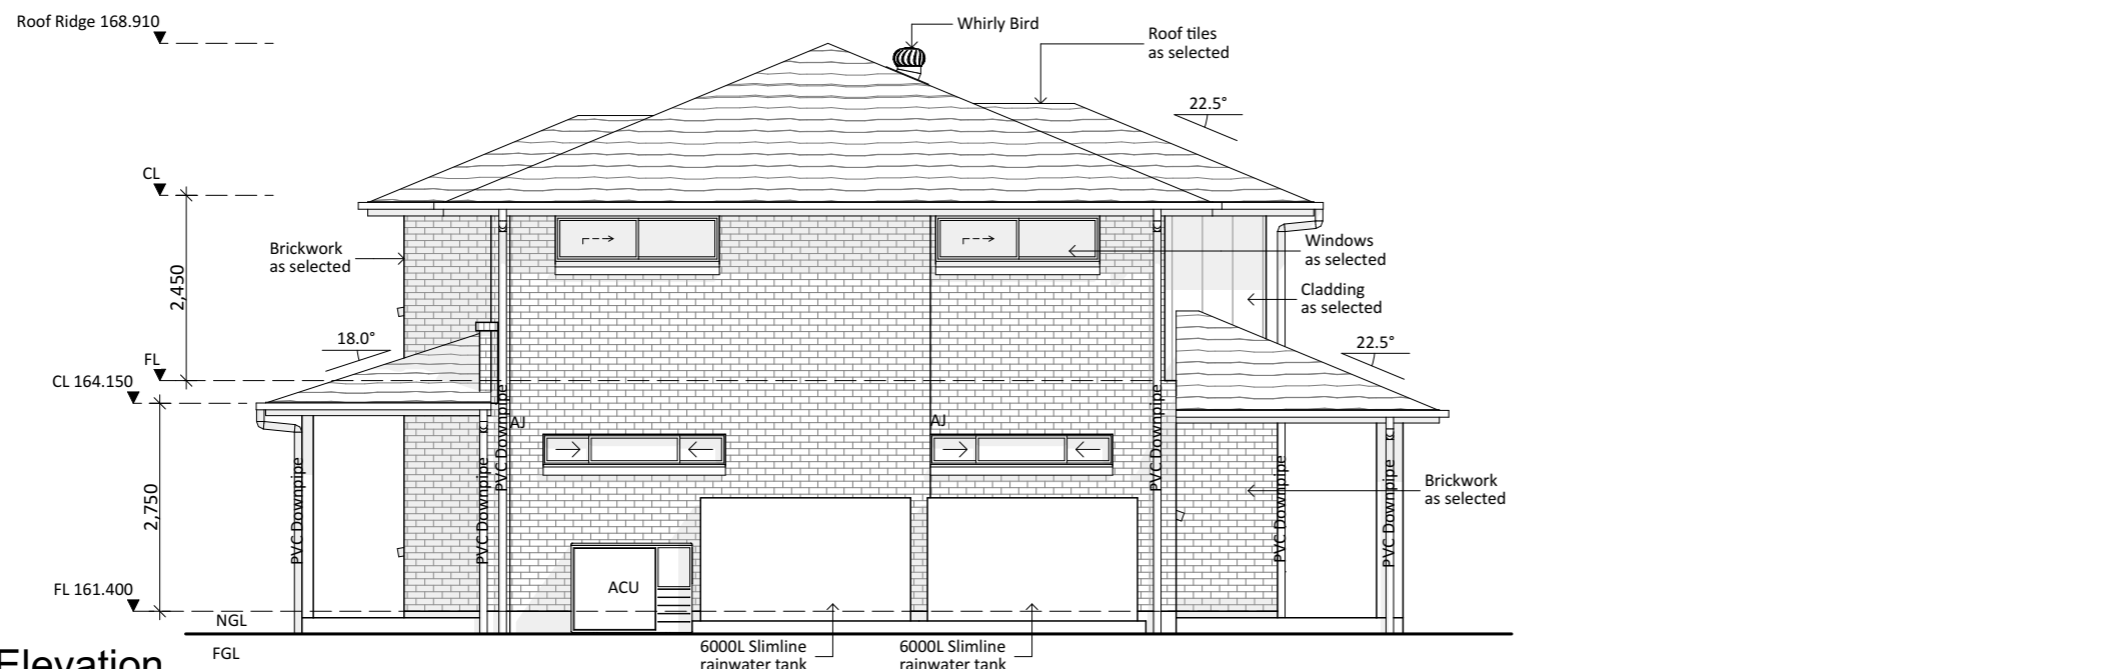 Roof Ridge 168.910
Whirly Bird
Roof tiles
as selected
22.5°
CL
Brickwork
as selected
Windows
as selected
2,450
Cladding
as selected
18.0°
22.5°
FL
CL 164.150
AJ
AJ
PVC Downpipe
PVC Downpipe
PVC Downpipe
PVC Downpipe
PVC Downpipe
PVC Downpipe
Brickwork
as selected
2,750
ACU
FL 161.400
NGL
FGL
6000L Slimline
rainwater tank
6000L Slimline
rainwater tank
Elevation